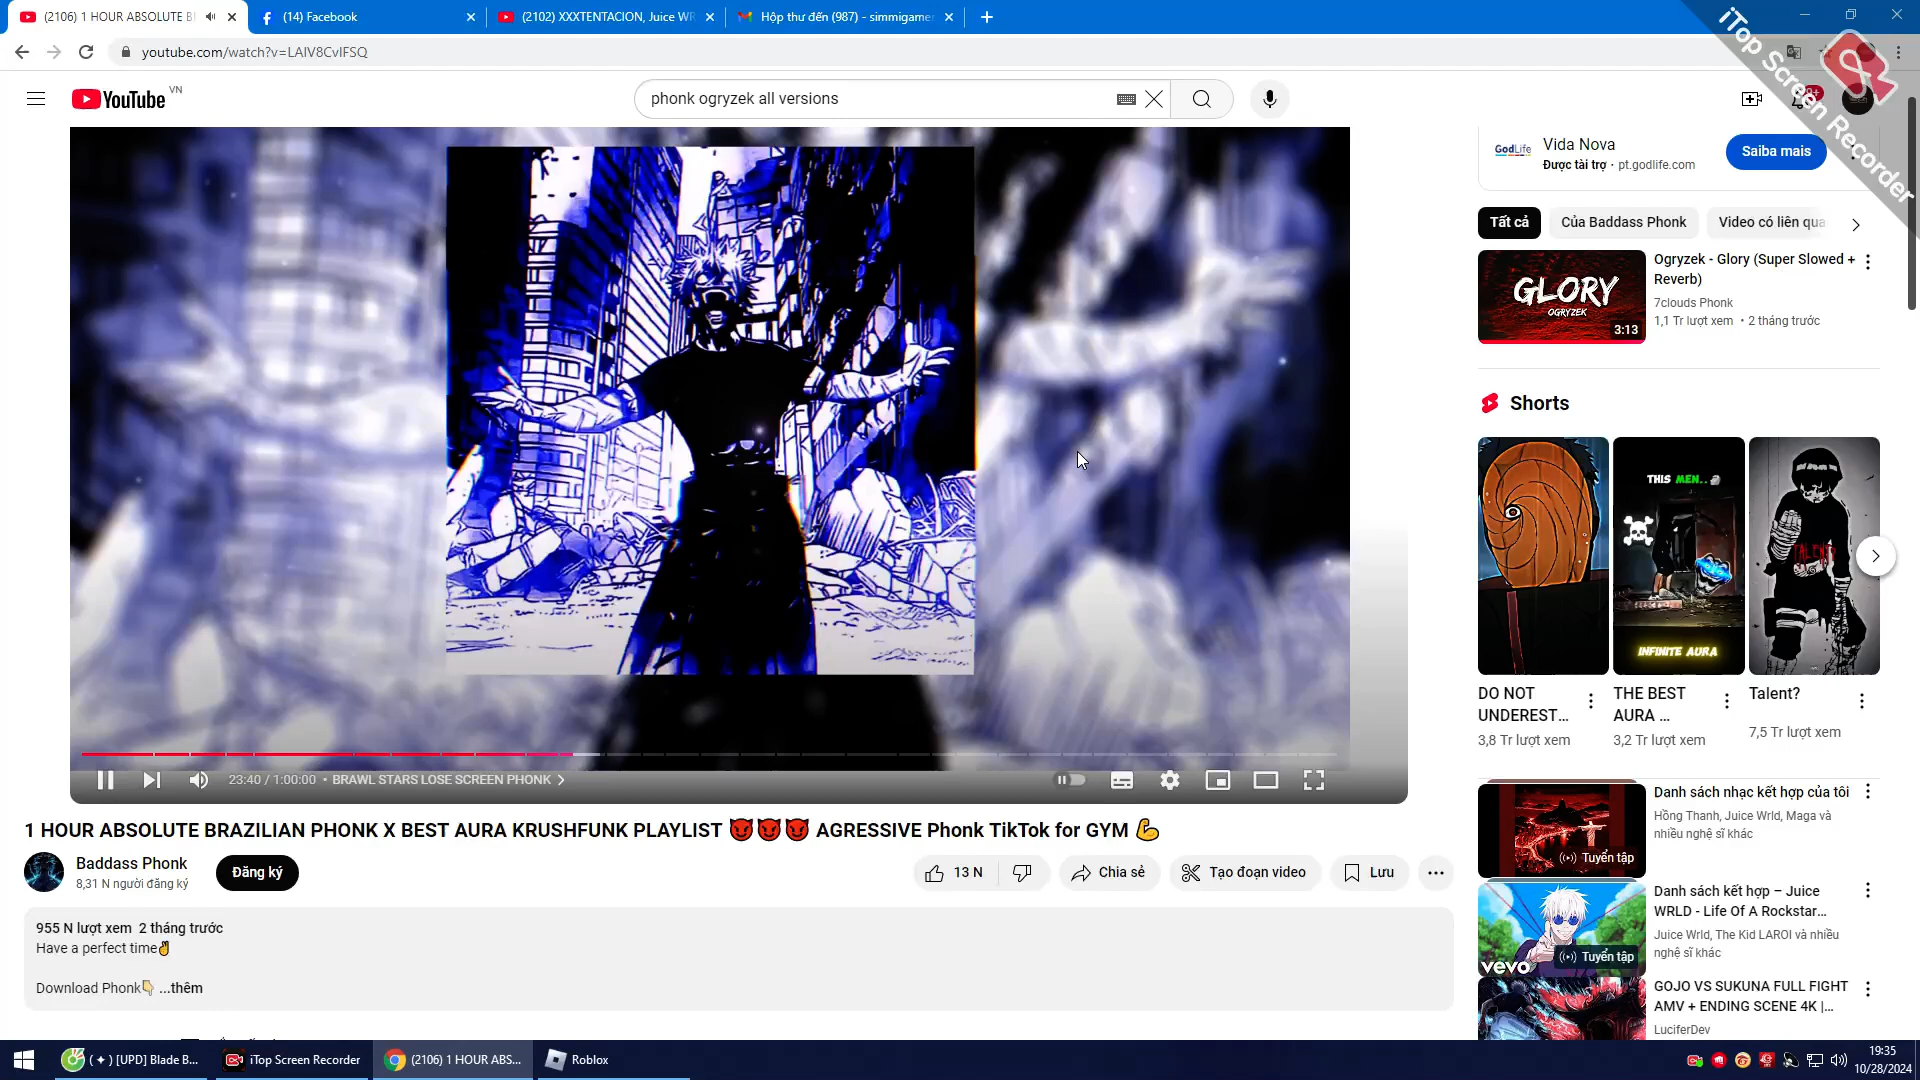 (2106) 1 HOUR ABSOLUTE B
(14) Facebook
(2102) XXXTENTACION, Juice WR
Hộp thư đến (987) - simmigamer
youtube.com/watch?v=LAlV8CvIFSQ
iTop Screen Recorder
YouTube VN
phonk ogryzek all versions
GodLife
Vida Nova
Được tài trợ · pt.godlife.com
Saiba mais
Tất cả
Của Baddass Phonk
Video có liên qua
GLORY
OGRYZEK
3:13
Ogryzek - Glory (Super Slowed +
Reverb)
7clouds Phonk
1,1 Tr lượt xem • 2 tháng trước
Shorts
THIS MEN..
INFINITE AURA
TALENT
DO NOT
UNDEREST...
3,8 Tr lượt xem
THE BEST
AURA ...
3,2 Tr lượt xem
Talent?
7,5 Tr lượt xem
23:40 / 1:00:00 • BRAWL STARS LOSE SCREEN PHONK
1 HOUR ABSOLUTE BRAZILIAN PHONK X BEST AURA KRUSHFUNK PLAYLIST 😈😈😈 AGRESSIVE Phonk TikTok for GYM 💪
Baddass Phonk
8,31 N người đăng ký
Đăng ký
13 N
Chia sẻ
Tạo đoạn video
Lưu
955 N lượt xem 2 tháng trước
Have a perfect time✌
Download Phonk👇 ...thêm
Tuyển tập
Danh sách nhạc kết hợp của tôi
Hồng Thanh, Juice Wrld, Maga và
nhiều nghệ sĩ khác
vevo
Tuyển tập
Danh sách kết hợp – Juice
WRLD - Life Of A Rockstar...
Juice Wrld, The Kid LAROI và nhiều
nghệ sĩ khác
GOJO VS SUKUNA FULL FIGHT
AMV + ENDING SCENE 4K |...
LuciferDev
( ✦ ) [UPD] Blade B...
iTop Screen Recorder
(2106) 1 HOUR ABS...
Roblox
19:35
10/28/2024